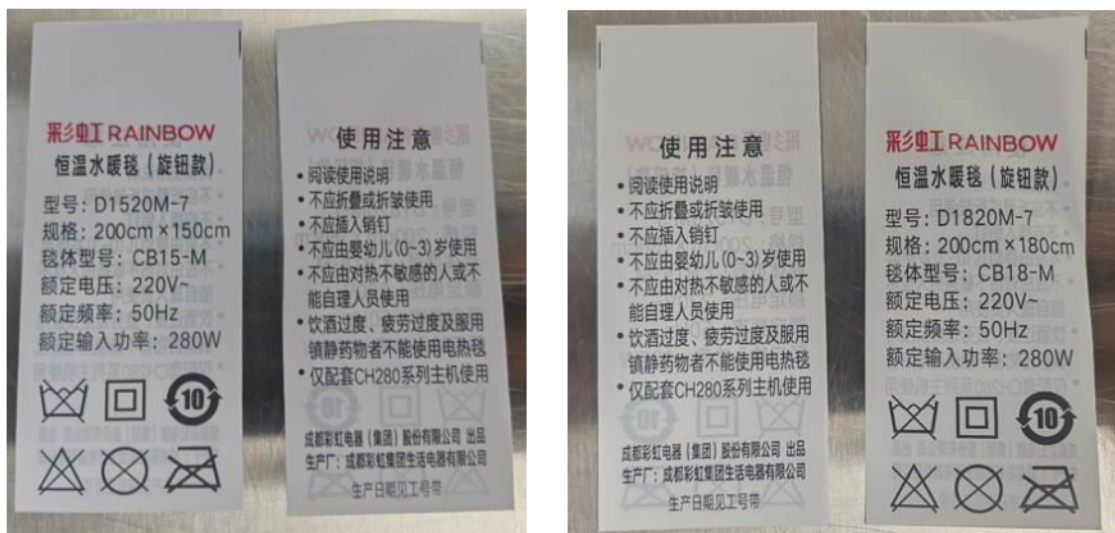 彩虹 RAINBOW
恒温水暖毯（旋钮款）
型号：D1520M-7
规格：200cm×150cm
毯体型号：CB15-M
额定电压：220V~
额定频率：50Hz
额定输入功率：280W
10
使用注意
• 阅读使用说明
• 不应折叠或折皱使用
• 不应插入销钉
• 不应由婴幼儿(0~3)岁使用
• 不应由对热不敏感的人或不
能自理人员使用
• 饮酒过度、疲劳过度及服用
镇静药物者不能使用电热毯
• 仅配套CH280系列主机使用
成都彩虹电器（集团）股份有限公司 出品
生产厂：成都彩虹集团生活电器有限公司
生产日期见工号带
使用注意
• 阅读使用说明
• 不应折叠或折皱使用
• 不应插入销钉
• 不应由婴幼儿(0~3)岁使用
• 不应由对热不敏感的人或不
能自理人员使用
• 饮酒过度、疲劳过度及服用
镇静药物者不能使用电热毯
• 仅配套CH280系列主机使用
成都彩虹电器（集团）股份有限公司 出品
生产厂：成都彩虹集团生活电器有限公司
生产日期见工号带
彩虹 RAINBOW
恒温水暖毯（旋钮款）
型号：D1820M-7
规格：200cm×180cm
毯体型号：CB18-M
额定电压：220V~
额定频率：50Hz
额定输入功率：280W
10